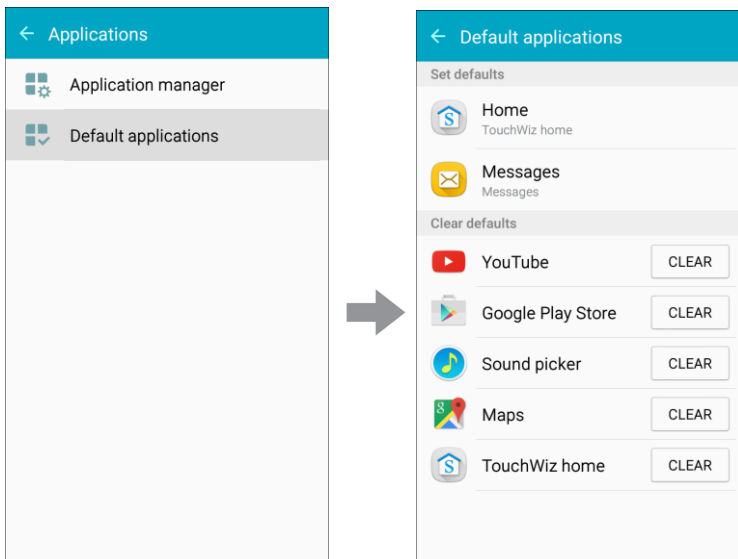 Applications
Application manager
Default applications
Default applications
Set defaults
Home
TouchWiz home
Messages
Messages
Clear defaults
YouTube CLEAR
Google Play Store CLEAR
Sound picker CLEAR
8
Maps CLEAR
S
TouchWiz home CLEAR